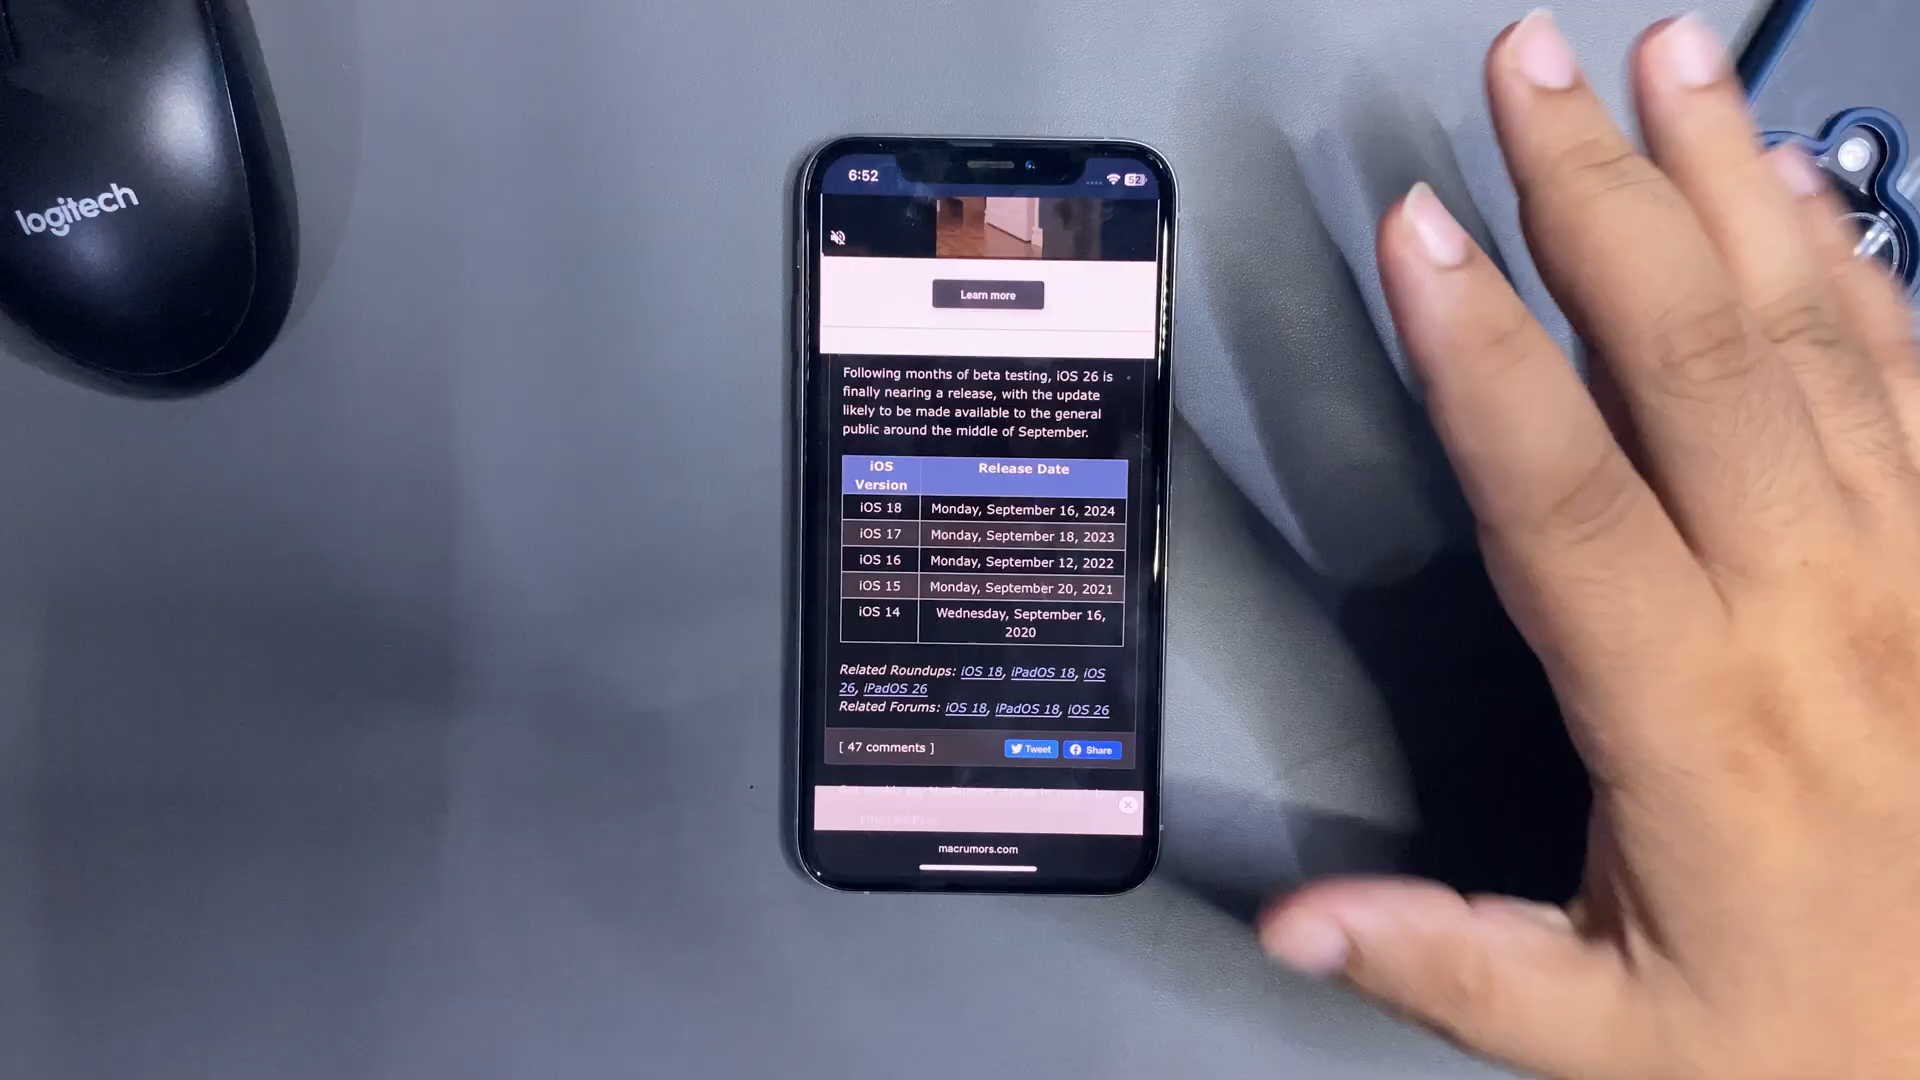 logitech
6:52
52
Learn more
Following months of beta testing, iOS 26 is
finally nearing a release, with the update
likely to be made available to the general
public around the middle of September.
iOS Version Release Date
iOS 18 Monday, September 16, 2024
iOS 17 Monday, September 18, 2023
iOS 16 Monday, September 12, 2022
iOS 15 Monday, September 20, 2021
iOS 14 Wednesday, September 16, 2020
Related Roundups: iOS 18, iPadOS 18, iOS
26, iPadOS 26
Related Forums: iOS 18, iPadOS 18, iOS 26
[ 47 comments ] Tweet Share
macrumors.com